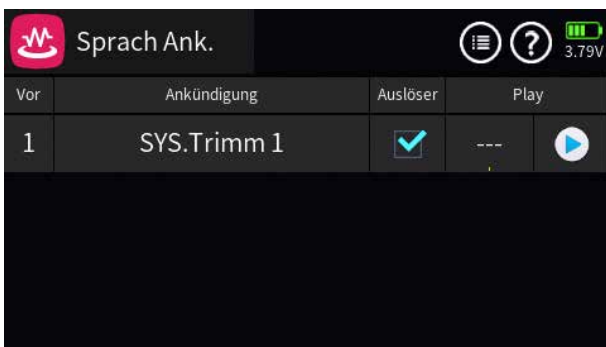 Sprach Ank.
?
3.79V
Vor Ankündigung Auslöser Play
1 SYS.Trimm 1 ---